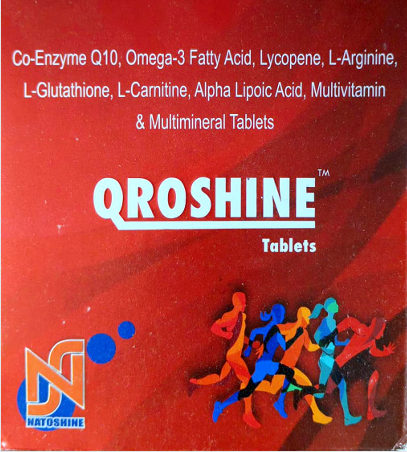 Co-Enzyme Q10, Omega-3 Fatty Acid, Lycopene, L-Arginine,
L-Glutathione, L-Carnitine, Alpha Lipoic Acid, Multivitamin
& Multimineral Tablets
QROSHINE™
Tablets
NATOSHINE